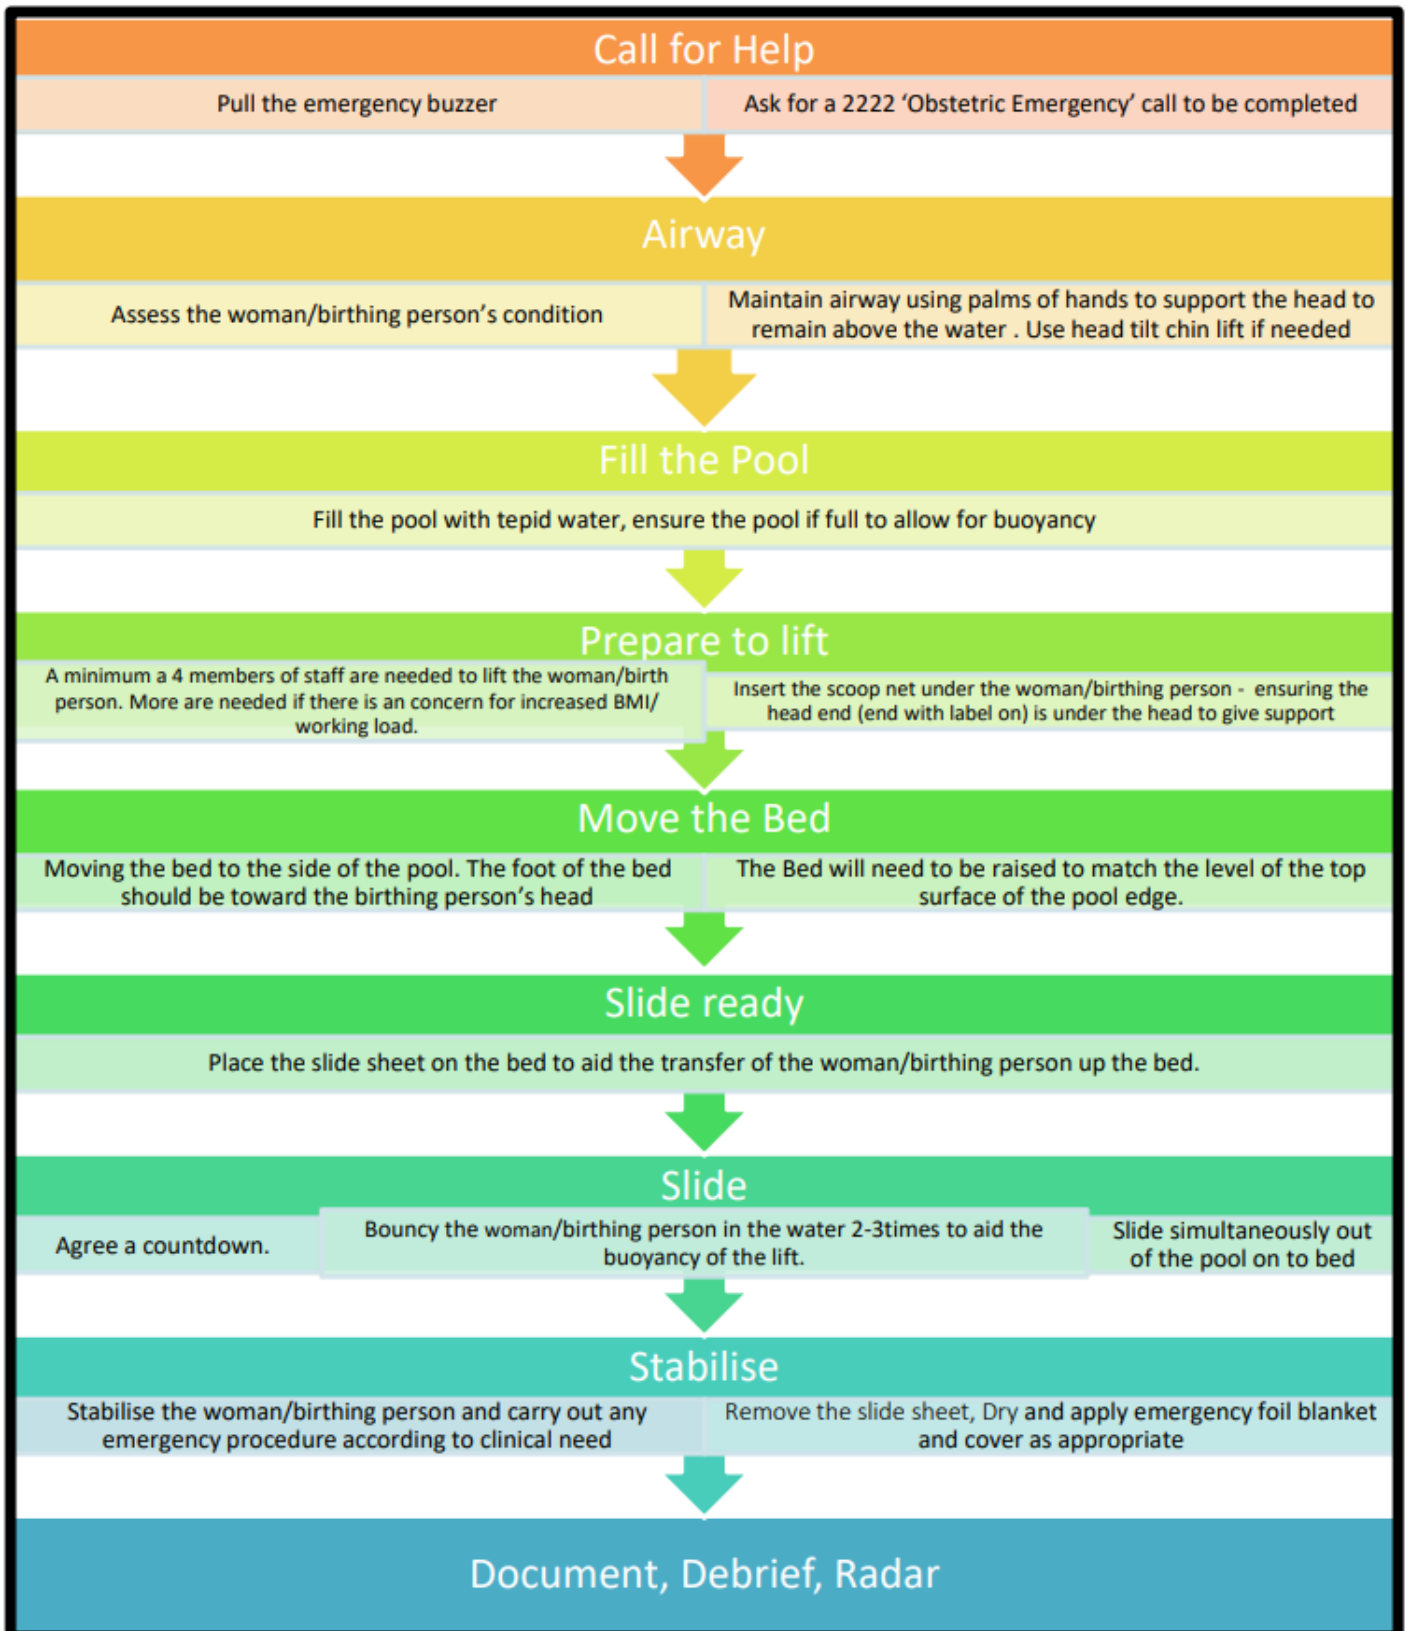 Call for Help
Pull the emergency buzzer
Ask for a 2222 ‘Obstetric Emergency’ call to be completed
Airway
Assess the woman/birthing person’s condition
Maintain airway using palms of hands to support the head to
remain above the water . Use head tilt chin lift if needed
Fill the Pool
Fill the pool with tepid water, ensure the pool if full to allow for buoyancy
Prepare to lift
A minimum a 4 members of staff are needed to lift the woman/birth
person. More are needed if there is an concern for increased BMI/
working load.
Insert the scoop net under the woman/birthing person - ensuring the
head end (end with label on) is under the head to give support
Move the Bed
Moving the bed to the side of the pool. The foot of the bed
should be toward the birthing person’s head
The Bed will need to be raised to match the level of the top
surface of the pool edge.
Slide ready
Place the slide sheet on the bed to aid the transfer of the woman/birthing person up the bed.
Slide
Agree a countdown.
Bouncy the woman/birthing person in the water 2-3times to aid the
buoyancy of the lift.
Slide simultaneously out
of the pool on to bed
Stabilise
Stabilise the woman/birthing person and carry out any
emergency procedure according to clinical need
Remove the slide sheet, Dry and apply emergency foil blanket
and cover as appropriate
Document, Debrief, Radar